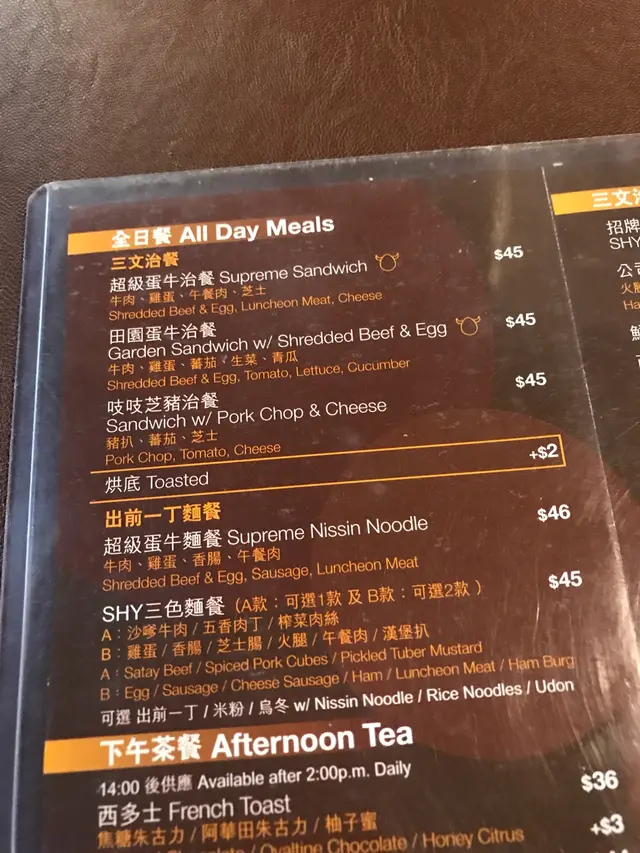 全日餐 All Day Meals
三文治餐
超級蛋牛治餐 Supreme Sandwich $45
牛肉、雞蛋、午餐肉、芝士
Shredded Beef & Egg, Luncheon Meat, Cheese
田園蛋牛治餐 $45
Garden Sandwich w/ Shredded Beef & Egg
牛肉、雞蛋、蕃茄、生菜、青瓜
Shredded Beef & Egg, Tomato, Lettuce, Cucumber
吱吱芝豬治餐 $45
Sandwich w/ Pork Chop & Cheese
豬扒、蕃茄、芝士
Pork Chop, Tomato, Cheese
烘底 Toasted +$2
出前一丁麵餐
超級蛋牛麵餐 Supreme Nissin Noodle $46
牛肉、雞蛋、香腸、午餐肉
Shredded Beef & Egg, Sausage, Luncheon Meat
SHY三色麵餐（A款：可選1款 及 B款：可選2款 ） $45
A：沙嗲牛肉 / 五香肉丁 / 榨菜肉絲
B：雞蛋 / 香腸 / 芝士腸 / 火腿 / 午餐肉 / 漢堡扒
A : Satay Beef / Spiced Pork Cubes / Pickled Tuber Mustard
B : Egg / Sausage / Cheese Sausage / Ham / Luncheon Meat / Ham Burg
可選 出前一丁 / 米粉 / 烏冬 w/ Nissin Noodle / Rice Noodles / Udon
下午茶餐 Afternoon Tea
14:00 後供應 Available after 2:00p.m. Daily
西多士 French Toast $36
焦糖朱古力 / 阿華田朱古力 / 柚子蜜 +$3
Chocolate / Ovaltine Chocolate / Honey Citrus
三文治
招牌
SHY
公司
火腿
Ha